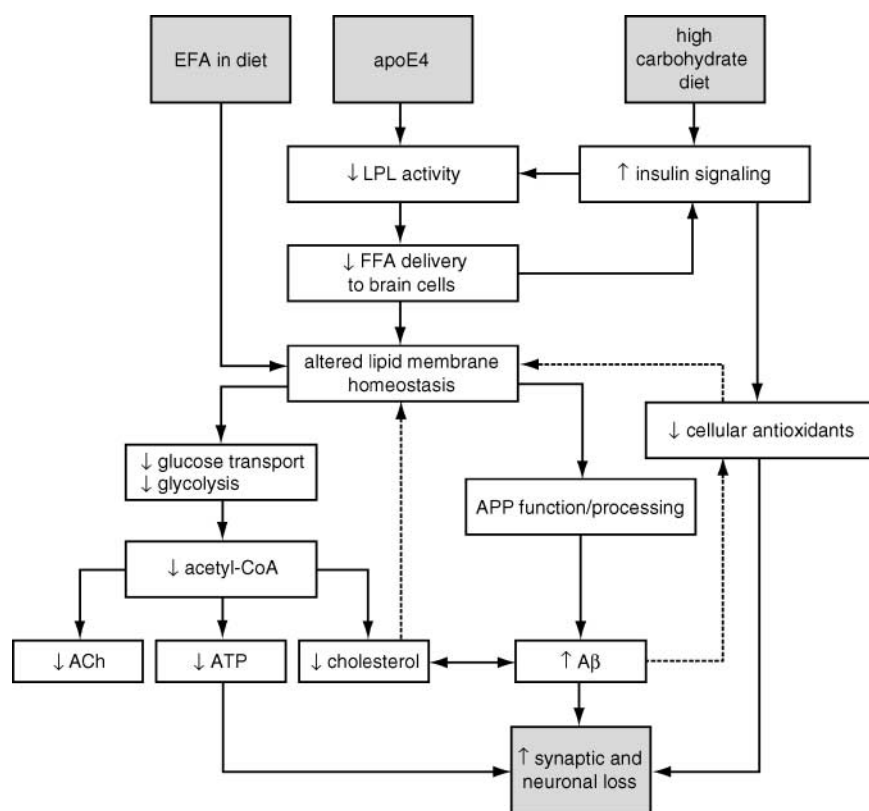 EFA in diet
apoE4
high
carbohydrate
diet
↓ LPL activity
↑ insulin signaling
↓ FFA delivery
to brain cells
altered lipid membrane
homeostasis
↓ cellular antioxidants
↓ glucose transport
↓ glycolysis
APP function/processing
↓ acetyl-CoA
↓ ACh
↓ ATP
↓ cholesterol
↑ Aβ
↑ synaptic and
neuronal loss